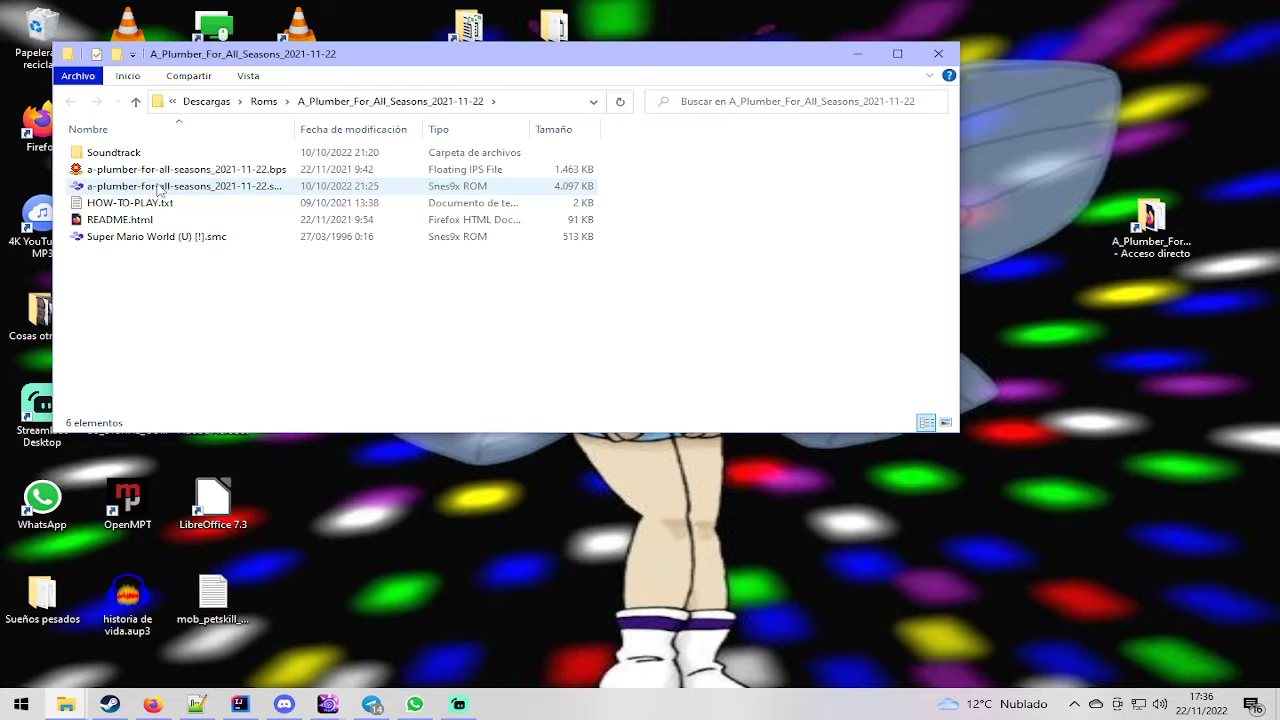 Papelera
recicla
A_Plumber_For_All_Seasons_2021-11-22
Archivo
Inicio
Compartir
Vista
Descargas
Roms
A_Plumber_For_All_Seasons_2021-11-22
Buscar en A_Plumber_For_All_Seasons_2021-11-22
Nombre
Fecha de modificación
Tipo
Tamaño
Soundtrack 10/10/2022 21:20 Carpeta de archivos
a-plumber-for-all-seasons_2021-11-22.bps 22/11/2021 9:42 Floating IPS File 1.463 KB
a-plumber-for-all-seasons_2021-11-22.s... 10/10/2022 21:25 Snes9x ROM 4.097 KB
HOW-TO-PLAY.txt 09/10/2021 13:38 Documento de te... 2 KB
README.html 22/11/2021 9:54 Firefox HTML Doc... 91 KB
Super Mario World (U) [!].smc 27/03/1996 0:16 Snes9x ROM 513 KB
6 elementos
Firefo
4K YouTu
MP3
Cosas otr
Streaml
Desktop
A_Plumber_For...
- Acceso directo
WhatsApp
OpenMPT
LibreOffice 7.3
Sueños pesados
historia de
vida.aup3
mob_petskill_...
14
12°C Nublado
17:36
22/11/2022
16